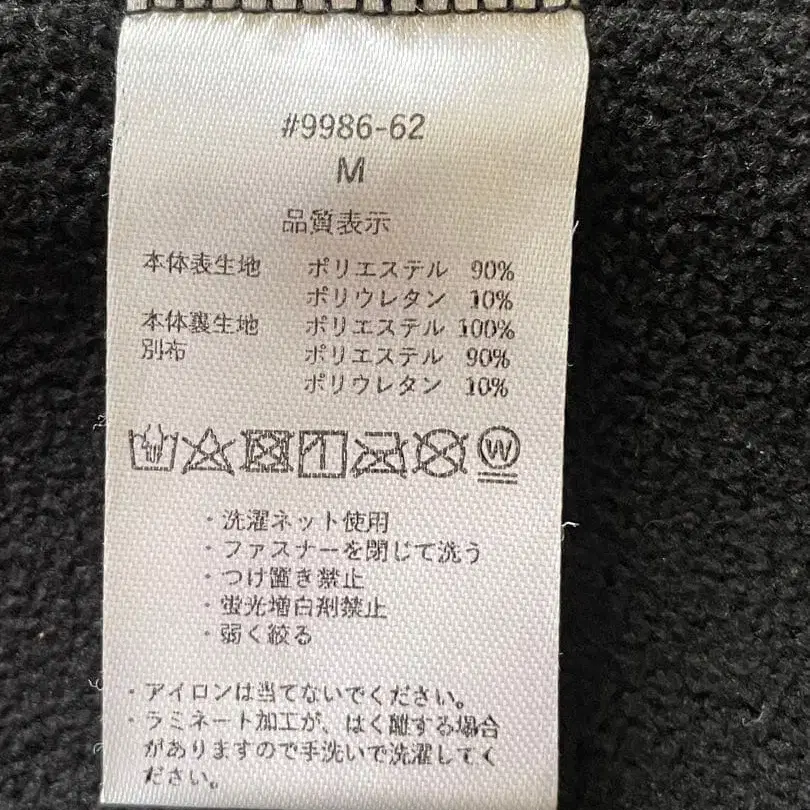 #9986-62
M
品質表示
本体表生地 ポリエステル 90%
ポリウレタン 10%
本体裏生地 ポリエステル 100%
別布 ポリエステル 90%
ポリウレタン 10%
W
・洗濯ネット使用
・ファスナーを閉じて洗う
・つけ置き禁止
・蛍光増白剤禁止
・弱く絞る
・アイロンは当てないでください。
・ラミネート加工が、はく離する場合
がありますので手洗いで洗濯してく
ださい。